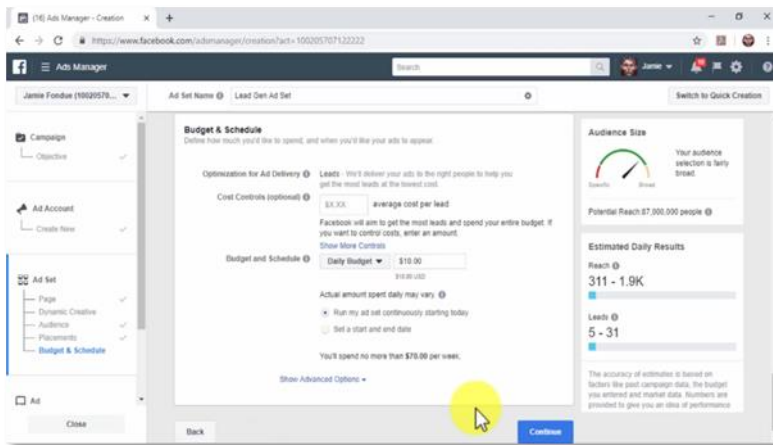 (16) Ads Manager - Creation
https://www.facebook.com/adsmanager/creation?act=100205707122222
Ads Manager
Search
Jamie
Jamie Fondue (10020570...
Ad Set Name
Lead Gen Ad Set
Switch to Quick Creation
Campaign
Objective
Ad Account
Create New
Ad Set
Page
Dynamic Creative
Audience
Placements
Budget & Schedule
Ad
Close
Budget & Schedule
Define how much you'd like to spend, and when you'd like your ads to appear.
Optimization for Ad Delivery
Leads - We'll deliver your ads to the right people to help you
get the most leads at the lowest cost.
Cost Controls (optional)
$X.XX
average cost per lead
Facebook will aim to get the most leads and spend your entire budget. If
you want to control costs, enter an amount.
Show More Controls
Budget and Schedule
Daily Budget
$10.00
$10.00 USD
Actual amount spent daily may vary.
Run my ad set continuously starting today
Set a start and end date
You'll spend no more than $70.00 per week.
Show Advanced Options
Back
Continue
Audience Size
Your audience
selection is fairly
broad.
Specific
Broad
Potential Reach:87,000,000 people
Estimated Daily Results
Reach
311 - 1.9K
Leads
5 - 31
The accuracy of estimates is based on
factors like past campaign data, the budget
you entered and market data. Numbers are
provided to give you an idea of performance